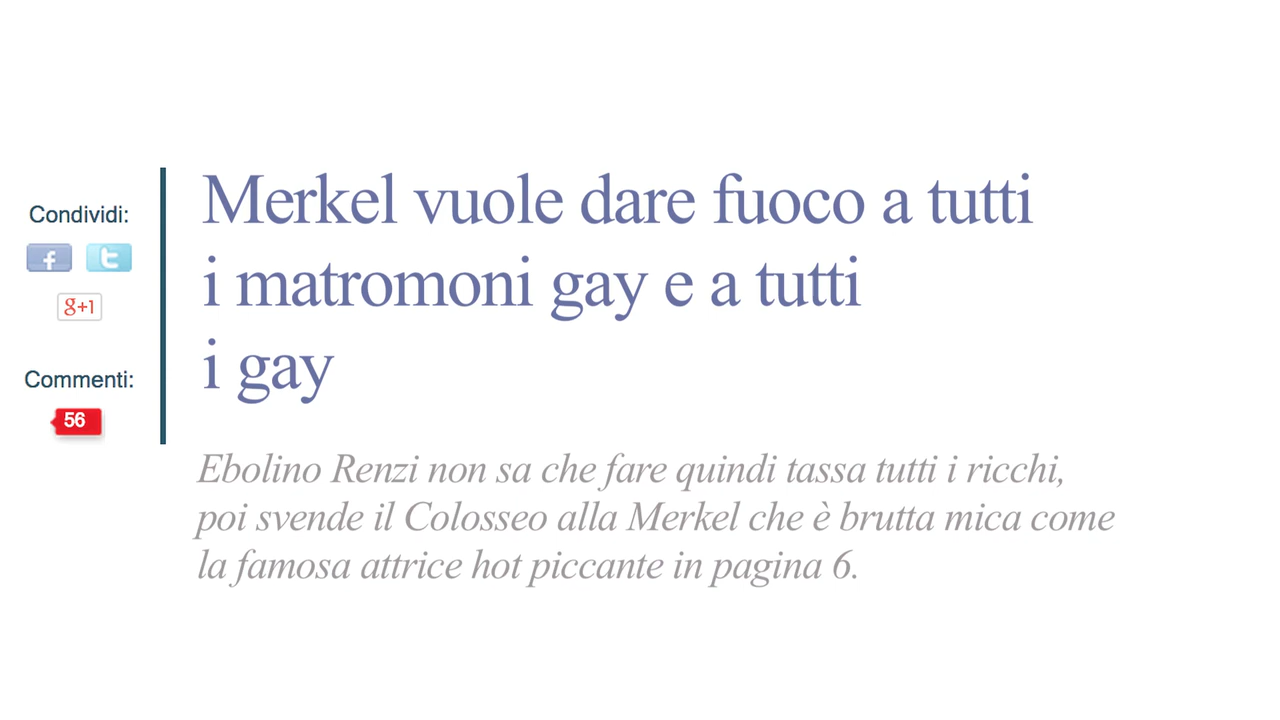 Condividi:
f t
g+1
Commenti:
56
Merkel vuole dare fuoco a tutti
i matromoni gay e a tutti
i gay
Ebolino Renzi non sa che fare quindi tassa tutti i ricchi,
poi svende il Colosseo alla Merkel che è brutta mica come
la famosa attrice hot piccante in pagina 6.